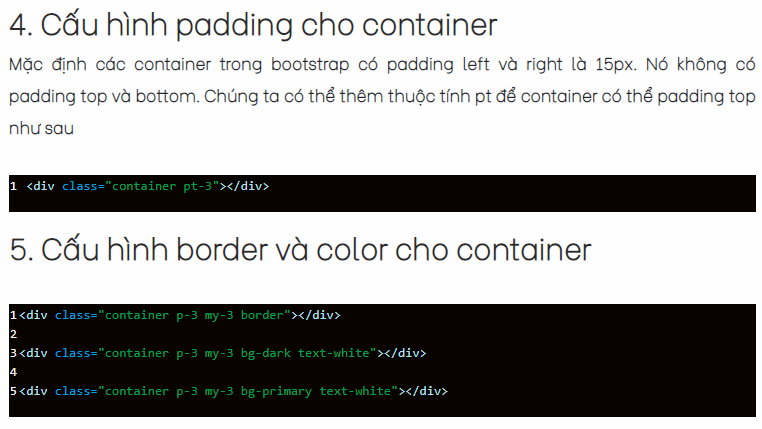 4. Cấu hình padding cho container
Mặc định các container trong bootstrap có padding left và right là 15px. Nó không có
padding top và bottom. Chúng ta có thể thêm thuộc tính pt để container có thể padding top
như sau
1 <div class="container pt-3"></div>
5. Cấu hình border và color cho container
1<div class="container p-3 my-3 border"></div>
2
3<div class="container p-3 my-3 bg-dark text-white"></div>
4
5<div class="container p-3 my-3 bg-primary text-white"></div>